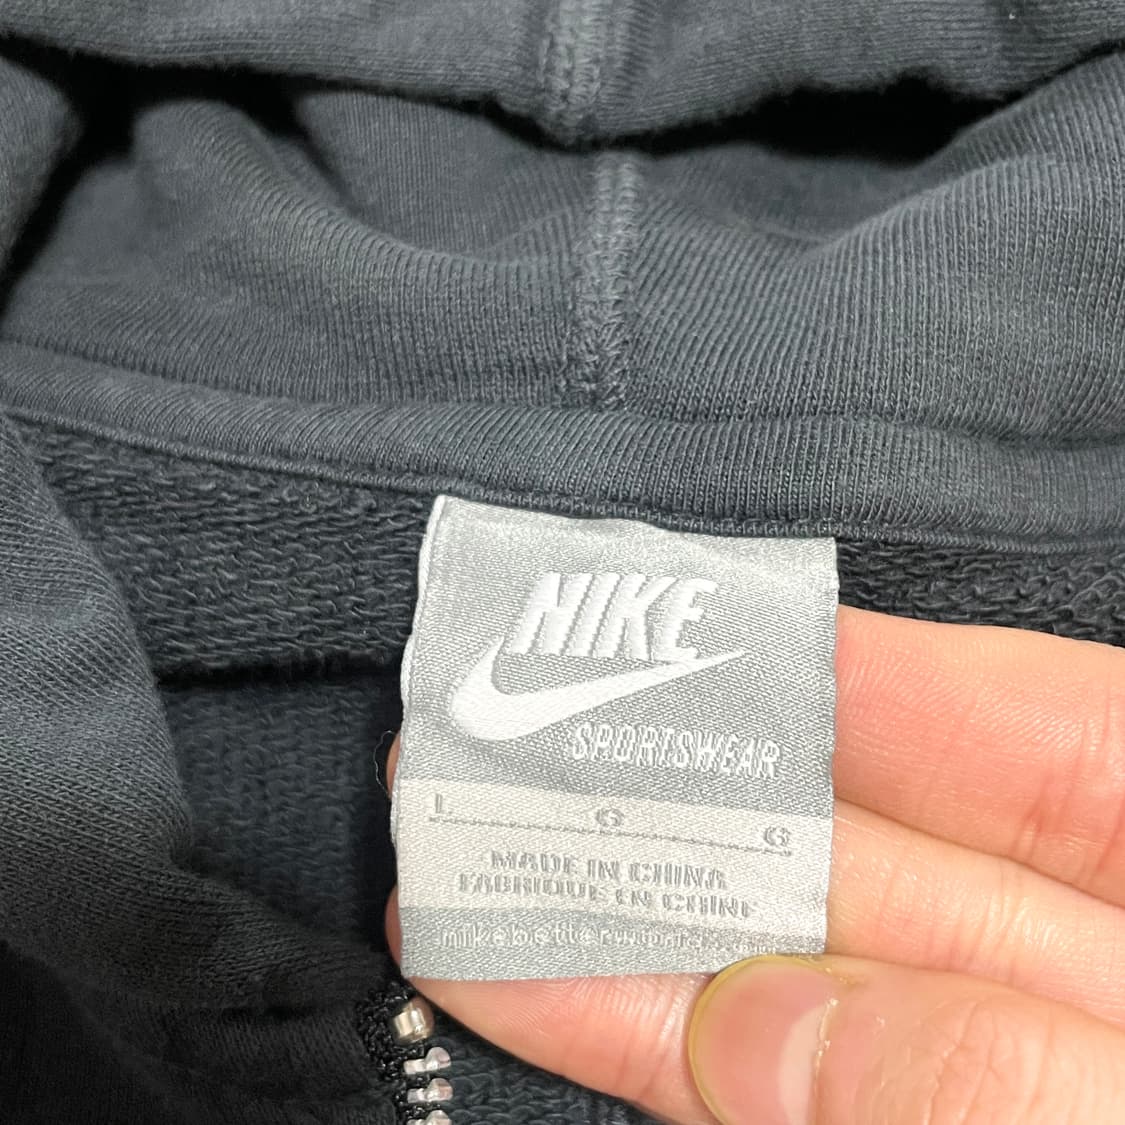 NIKE
SPORTSWEAR
L G G
MADE IN CHINA
FABRIQUE EN CHINE